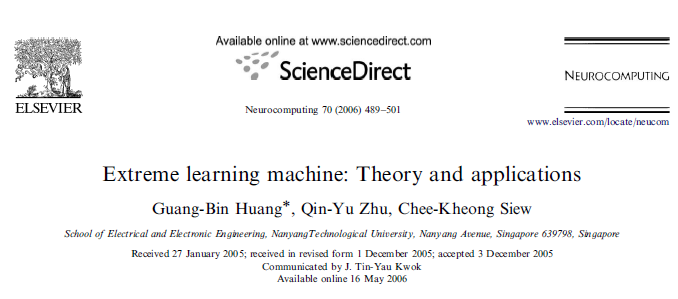 Available online at www.sciencedirect.com
ScienceDirect
ELSEVIER
Neurocomputing 70 (2006) 489–501
NEUROCOMPUTING
www.elsevier.com/locate/neucom
Extreme learning machine: Theory and applications
Guang-Bin Huang*, Qin-Yu Zhu, Chee-Kheong Siew
School of Electrical and Electronic Engineering, NanyangTechnological University, Nanyang Avenue, Singapore 639798, Singapore
Received 27 January 2005; received in revised form 1 December 2005; accepted 3 December 2005
Communicated by J. Tin-Yau Kwok
Available online 16 May 2006